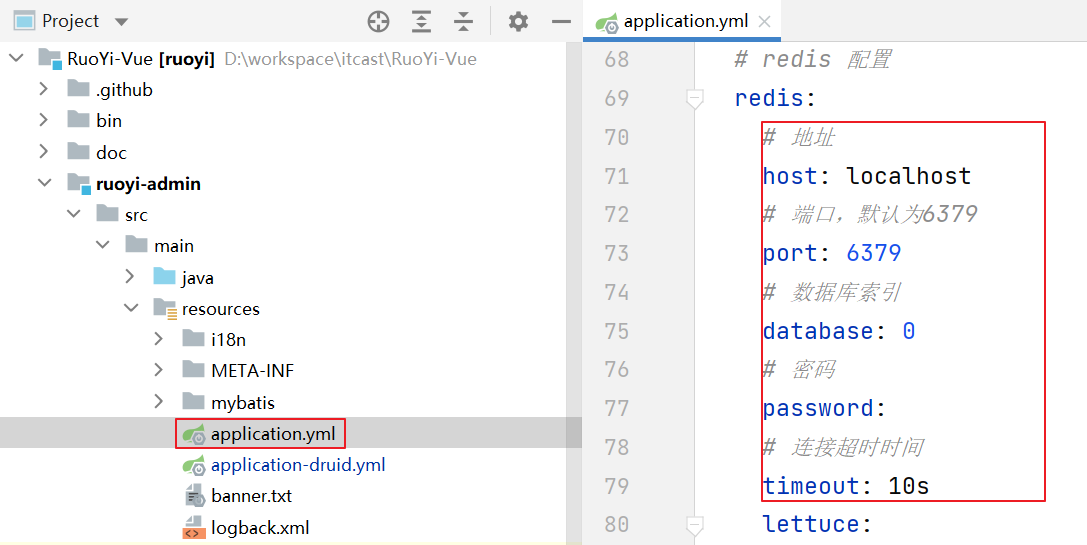 Project
RuoYi-Vue [ruoyi] D:\workspace\itcast\RuoYi-Vue
.github
bin
doc
ruoyi-admin
src
main
java
resources
i18n
META-INF
mybatis
application.yml
application-druid.yml
banner.txt
logback.xml
application.yml
68 # redis 配置
69 redis:
70 # 地址
71 host: localhost
72 # 端口，默认为6379
73 port: 6379
74 # 数据库索引
75 database: 0
76 # 密码
77 password:
78 # 连接超时时间
79 timeout: 10s
80 lettuce: